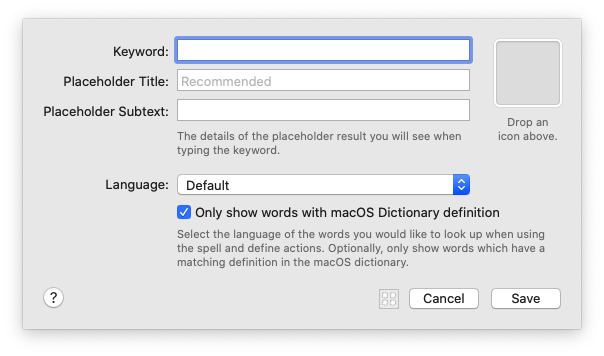 Keyword:
Placeholder Title: Recommended
Placeholder Subtext:
The details of the placeholder result you will see when
typing the keyword.
Drop an
icon above.
Language: Default
Only show words with macOS Dictionary definition
Select the language of the words you would like to look up when using
the spell and define actions. Optionally, only show words which have a
matching definition in the macOS dictionary.
? Cancel Save